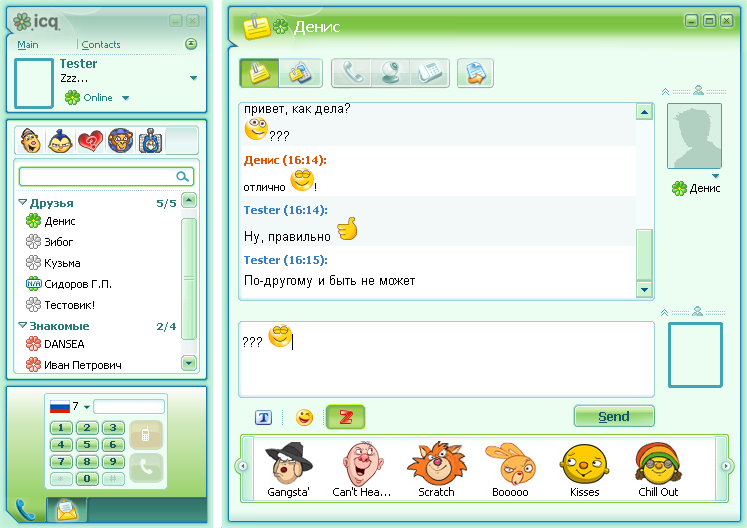 icq
Main
Contacts
Tester
Zzz...
Online
Друзья 5/5
Денис
Зибог
Кузьма
N/A
Сидоров Г.П.
Тестовик!
Знакомые 2/4
DANSEA
Иван Петрович
7
1 2 3
4 5 6
7 8 9
* 0 #
Денис
привет, как дела?
???
Денис (16:14):
отлично !
Tester (16:14):
Ну, правильно
Tester (16:15):
По-другому и быть не может
Денис
???
T
Z
Send
Gangsta'
Can't Hea...
Scratch
Booooo
Kisses
Chill Out